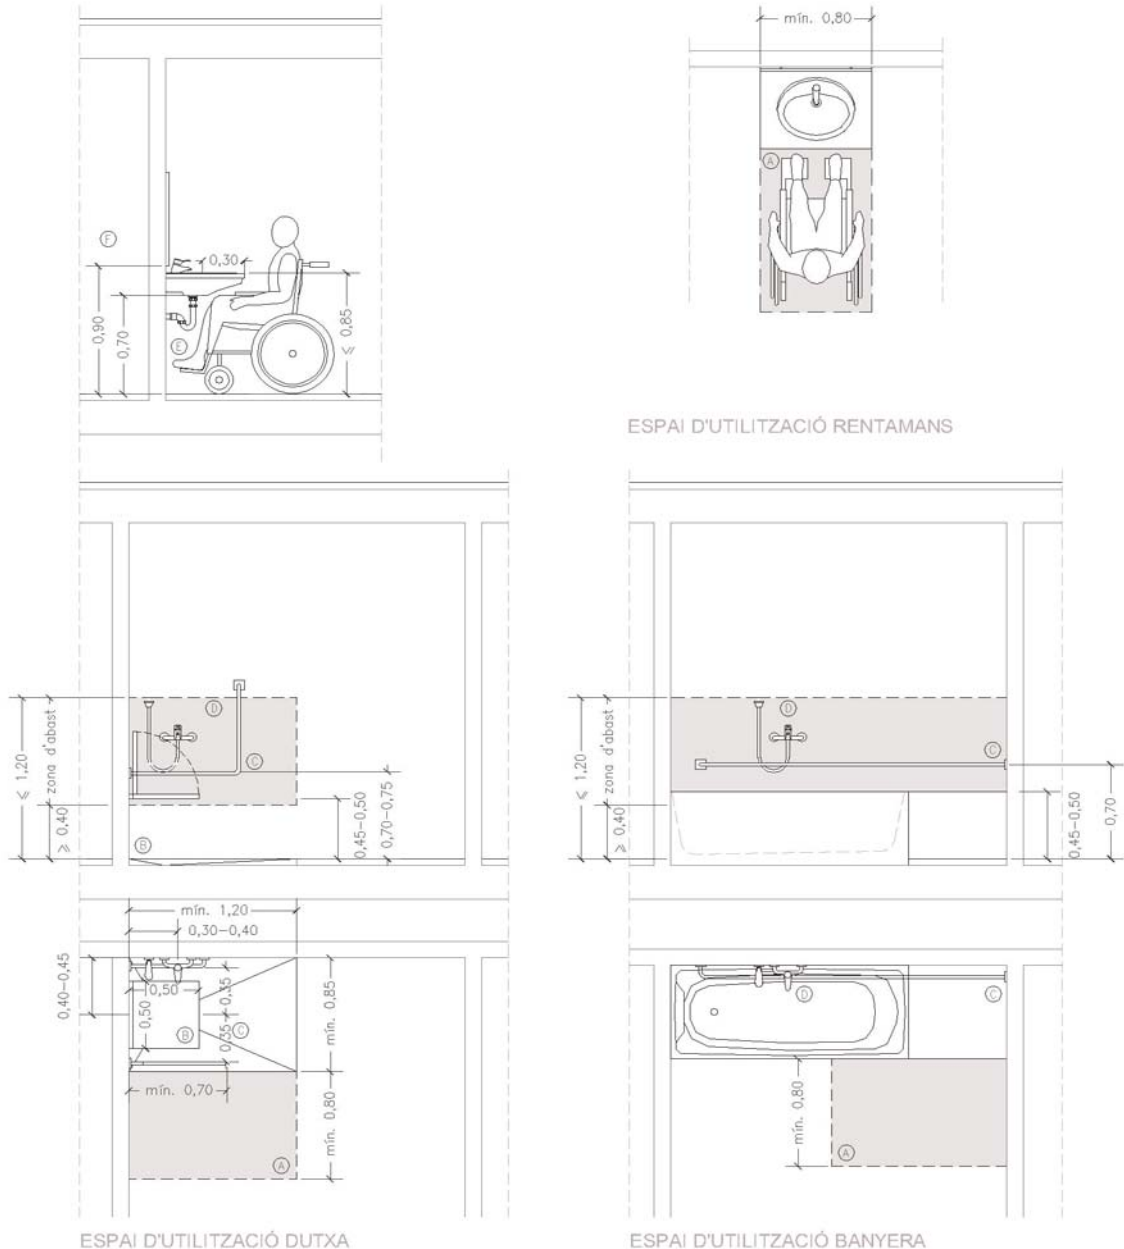 mín. 0,80
A
F
0,30
0,90
0,70
E
≤ 0,85
ESPAI D'UTILITZACIÓ RENTAMANS
D
C
B
≤ 1,20
zona d'abast
≥ 0,40
0,45-0,50
0,70-0,75
D
C
≤ 1,20
zona d'abast
≥ 0,40
0,45-0,50
0,70
mín. 1,20
0,30-0,40
0,40-0,45
0,50
0,50
0,35
0,35
B
C
mín. 0,85
mín. 0,70
mín. 0,80
A
D
C
mín. 0,80
A
ESPAI D'UTILITZACIÓ DUTXA
ESPAI D'UTILITZACIÓ BANYERA